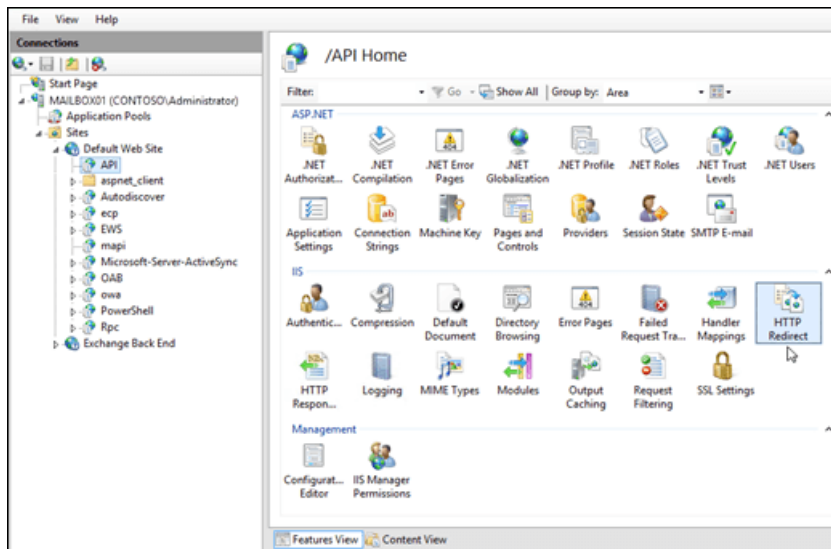 File View Help
Connections
Start Page
MAILBOX01 (CONTOSO\Administrator)
Application Pools
Sites
Default Web Site
API
aspnet_client
Autodiscover
ecp
EWS
mapi
Microsoft-Server-ActiveSync
OAB
owa
PowerShell
Rpc
Exchange Back End
/API Home
Filter: Go Show All Group by: Area
ASP.NET
.NET Authorizat...
.NET Compilation
.NET Error Pages
.NET Globalization
.NET Profile
.NET Roles
.NET Trust Levels
.NET Users
Application Settings
Connection Strings
Machine Key
Pages and Controls
Providers
Session State
SMTP E-mail
IIS
Authentic...
Compression
Default Document
Directory Browsing
Error Pages
Failed Request Tra...
Handler Mappings
HTTP Redirect
HTTP Respon...
Logging
MIME Types
Modules
Output Caching
Request Filtering
SSL Settings
Management
Configurat... Editor
IIS Manager Permissions
Features View Content View